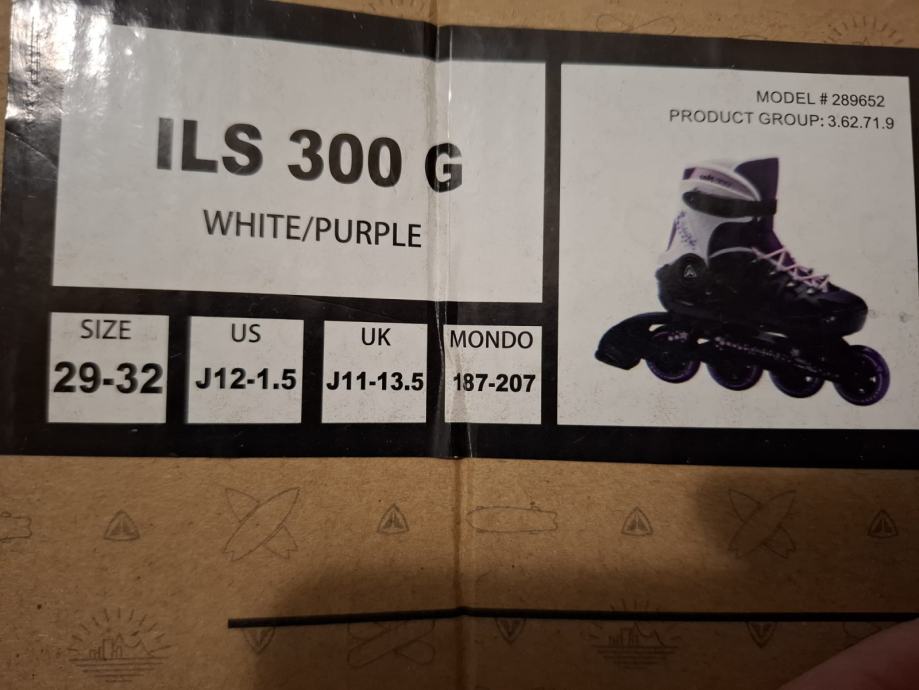 ILS 300 G
WHITE/PURPLE
SIZE
29-32
US
J12-1.5
UK
J11-13.5
MONDO
187-207
MODEL # 289652
PRODUCT GROUP: 3.62.71.9